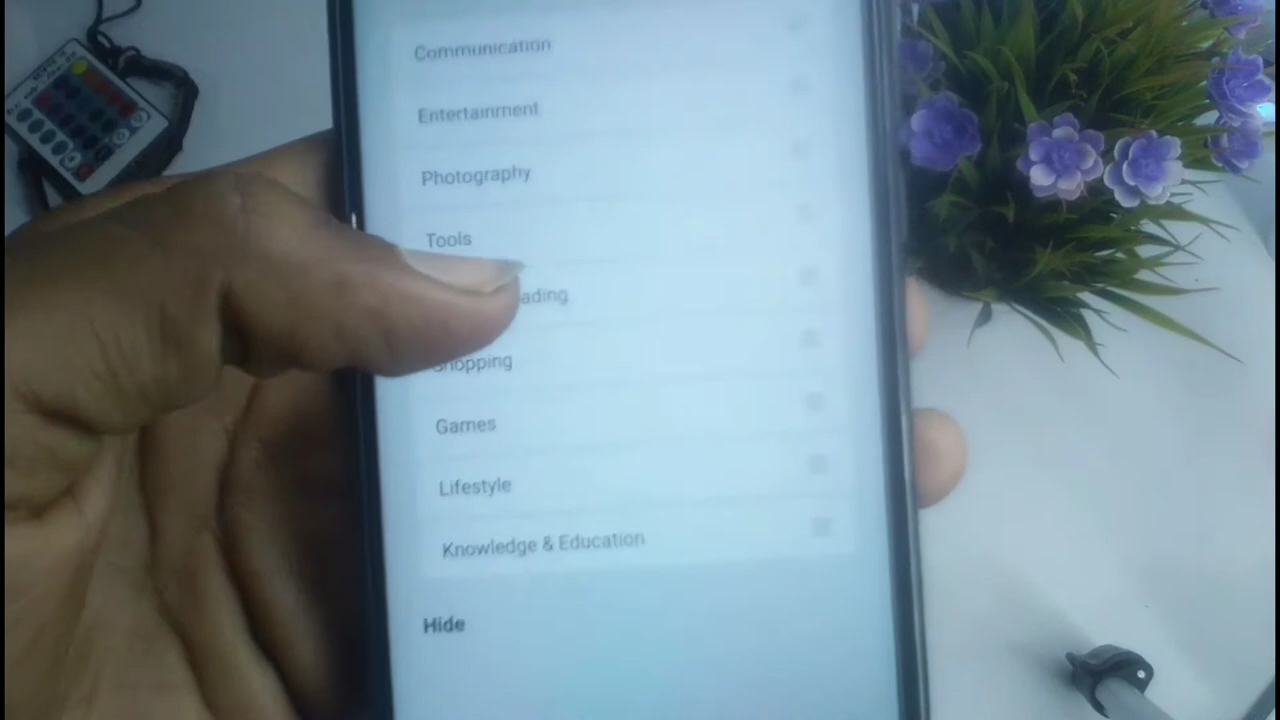 Communication
Entertainment
Photography
Tools
ading
Shopping
Games
Lifestyle
Knowledge & Education
Hide